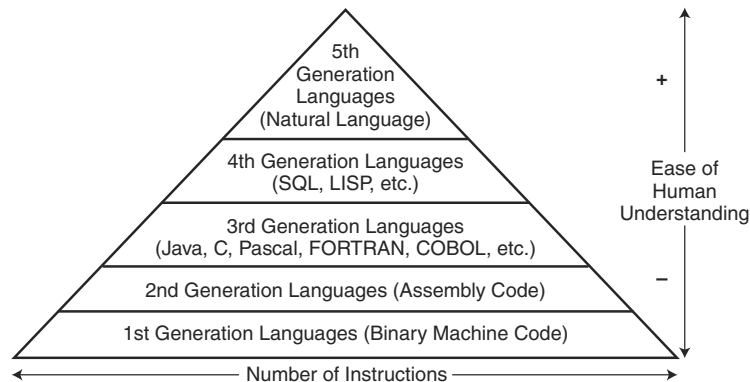 5th
Generation
Languages
(Natural Language)
+
4th Generation Languages
(SQL, LISP, etc.)
Ease of
Human
Understanding
3rd Generation Languages
(Java, C, Pascal, FORTRAN, COBOL, etc.)
–
2nd Generation Languages (Assembly Code)
1st Generation Languages (Binary Machine Code)
Number of Instructions